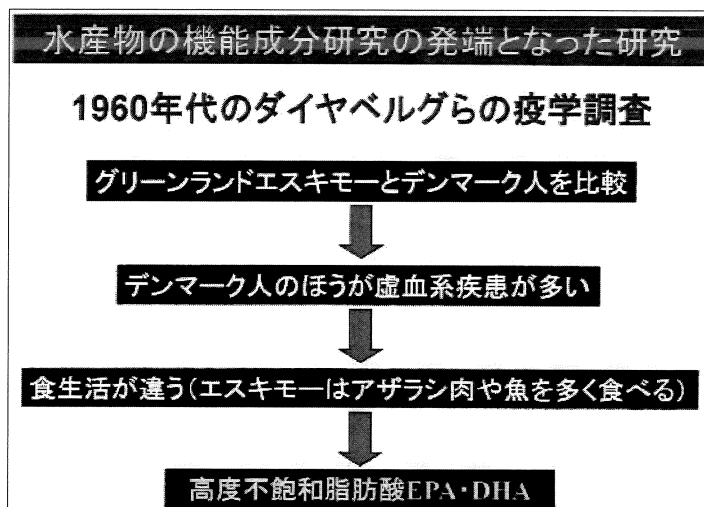 水産物の機能成分研究の発端となった研究
1960年代のダイヤベルグらの疫学調査
グリーンランドエスキモーとデンマーク人を比較
デンマーク人のほうが虚血系疾患が多い
食生活が違う(エスキモーはアザラシ肉や魚を多く食べる)
高度不飽和脂肪酸EPA・DHA